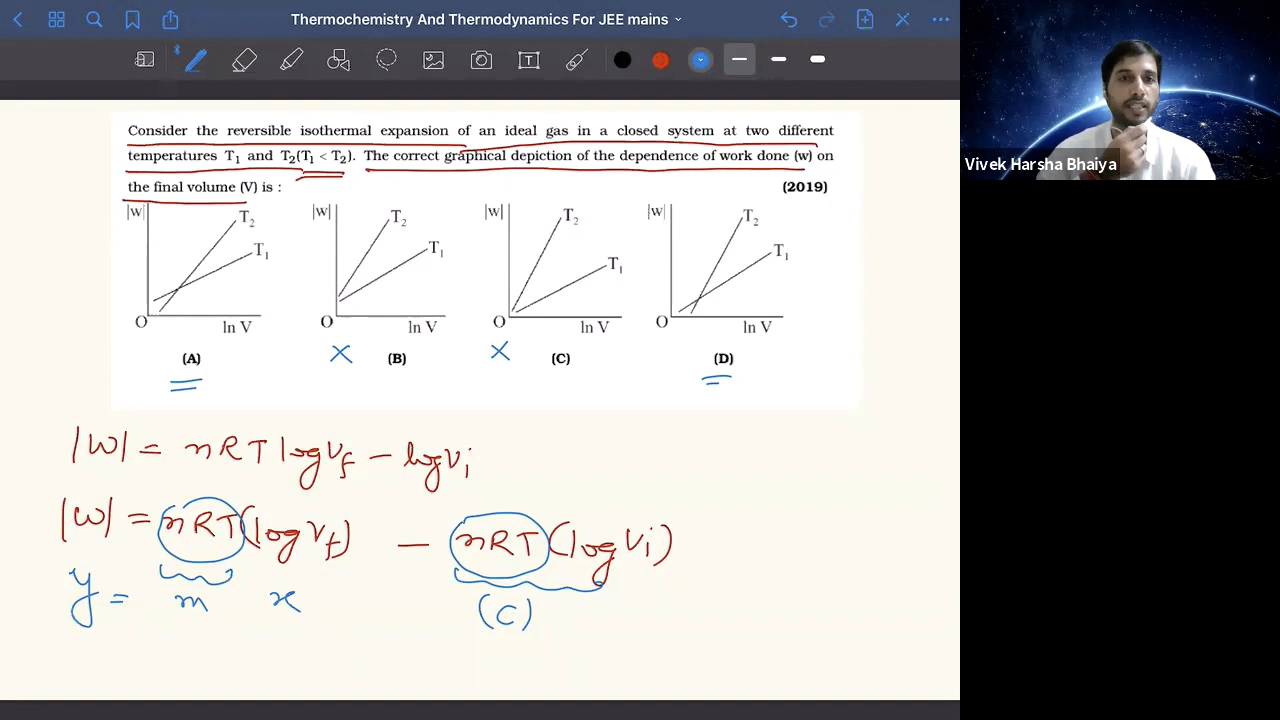 Thermochemistry And Thermodynamics For JEE mains
T
Vivek Harsha Bhaiya
Consider the reversible isothermal expansion of an ideal gas in a closed system at two different
temperatures T₁ and T₂(T₁ < T₂). The correct graphical depiction of the dependence of work done (w) on
the final volume (V) is : (2019)
|w| T₂ T₁ O ln V
(A)
|w| T₂ T₁ O ln V
(B)
|w| T₂ T₁ O ln V
(C)
|w| T₂ T₁ O ln V
(D)
|W| = nRT log Vf - log Vi
|W| = nRT (log Vf) - nRT (log Vi)
y = m x (C)